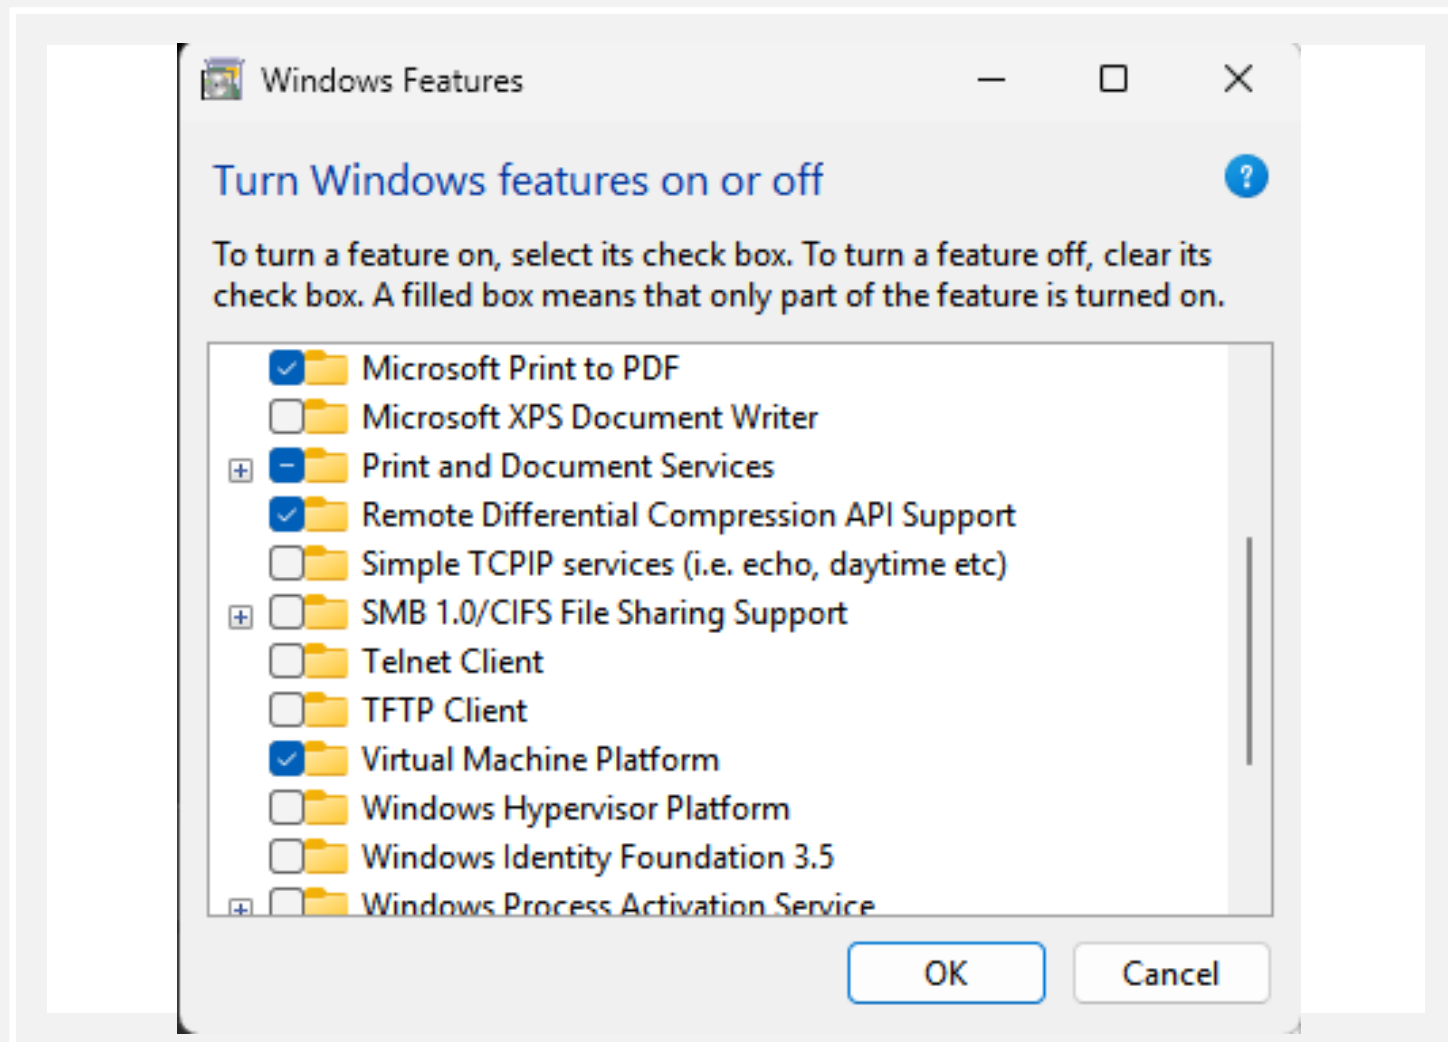 Windows Features
Turn Windows features on or off
?
To turn a feature on, select its check box. To turn a feature off, clear its
check box. A filled box means that only part of the feature is turned on.
Microsoft Print to PDF
Microsoft XPS Document Writer
Print and Document Services
Remote Differential Compression API Support
Simple TCPIP services (i.e. echo, daytime etc)
SMB 1.0/CIFS File Sharing Support
Telnet Client
TFTP Client
Virtual Machine Platform
Windows Hypervisor Platform
Windows Identity Foundation 3.5
Windows Process Activation Service
OK
Cancel